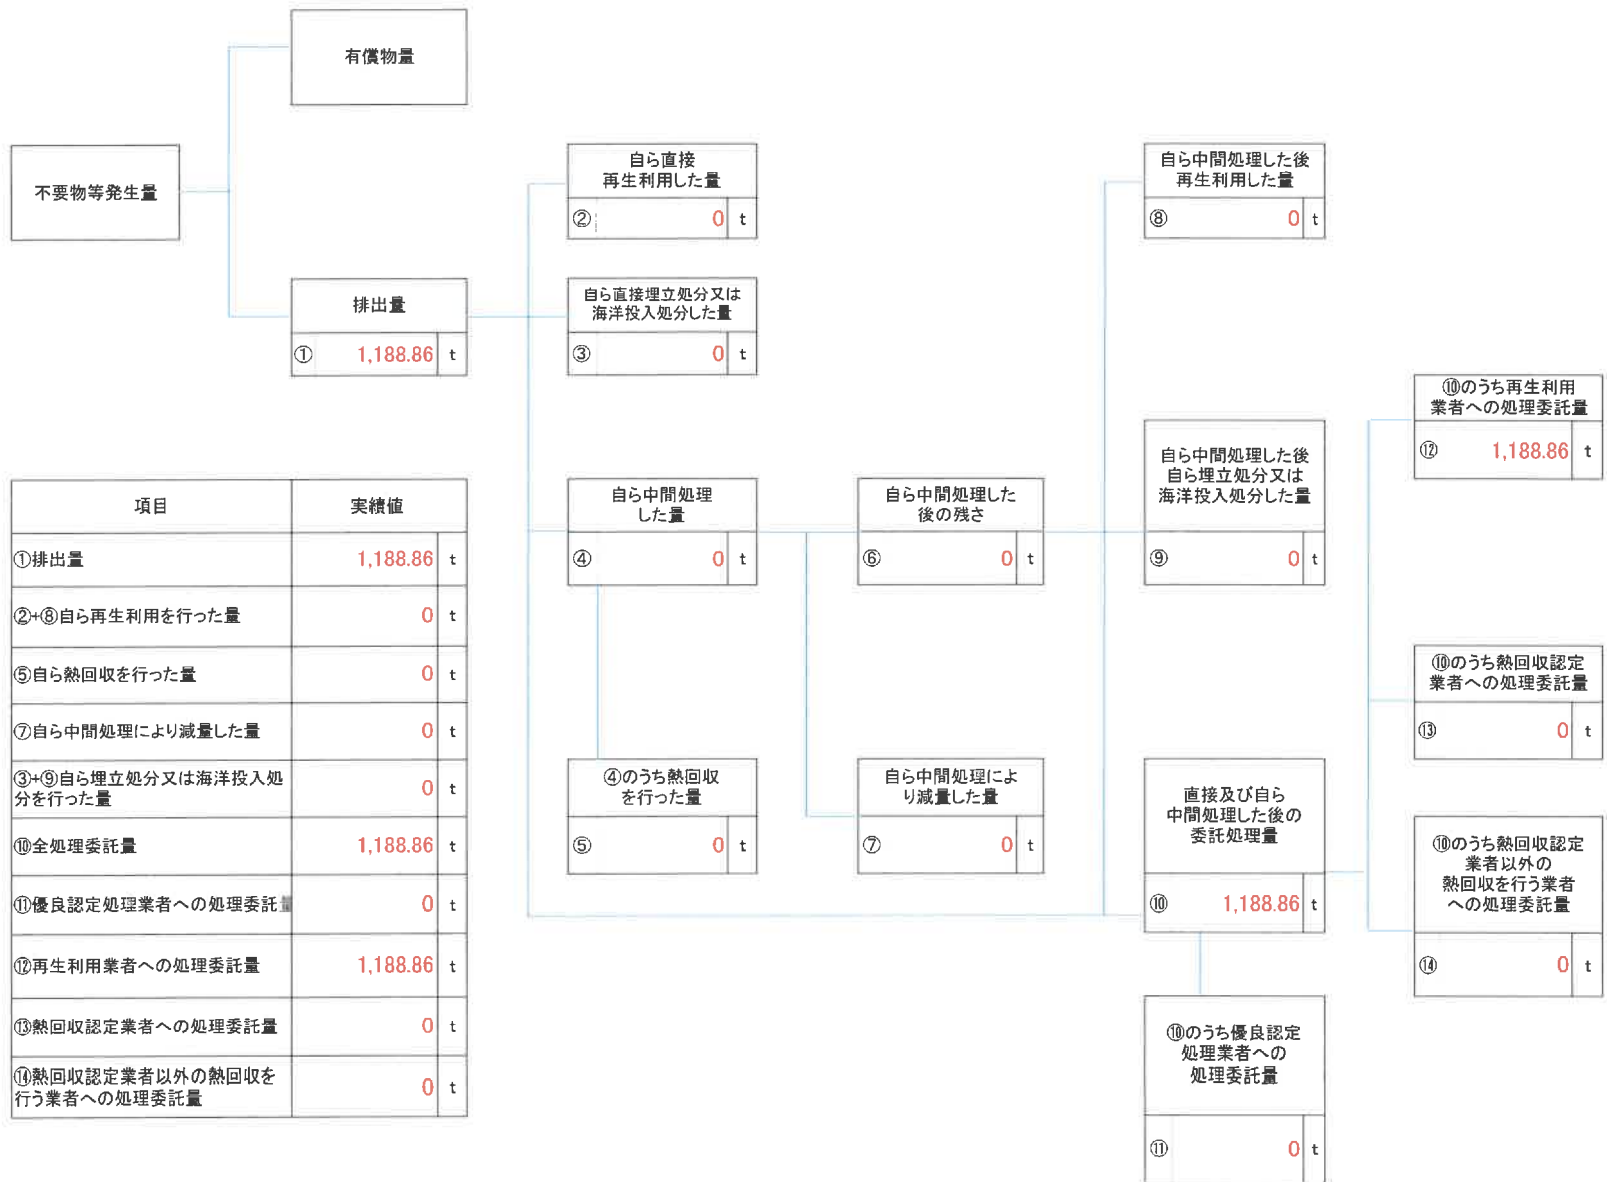 有償物量
不要物等発生量
排出量
① 1,188.86 t
自ら直接
再生利用した量
② 0 t
自ら直接埋立処分又は
海洋投入処分した量
③ 0 t
自ら中間処理
した量
④ 0 t
④のうち熱回収
を行った量
⑤ 0 t
自ら中間処理した
後の残さ
⑥ 0 t
自ら中間処理によ
り減量した量
⑦ 0 t
自ら中間処理した後
再生利用した量
⑧ 0 t
自ら中間処理した後
自ら埋立処分又は
海洋投入処分した量
⑨ 0 t
直接及び自ら
中間処理した後の
委託処理量
⑩ 1,188.86 t
⑩のうち優良認定
処理業者への
処理委託量
⑪ 0 t
⑩のうち再生利用
業者への処理委託量
⑫ 1,188.86 t
⑩のうち熱回収認定
業者への処理委託量
⑬ 0 t
⑩のうち熱回収認定
業者以外の
熱回収を行う業者
への処理委託量
⑭ 0 t
項目 実績値
①排出量 1,188.86 t
②+⑧自ら再生利用を行った量 0 t
⑤自ら熱回収を行った量 0 t
⑦自ら中間処理により減量した量 0 t
③+⑨自ら埋立処分又は海洋投入処
分を行った量 0 t
⑩全処理委託量 1,188.86 t
⑪優良認定処理業者への処理委託量 0 t
⑫再生利用業者への処理委託量 1,188.86 t
⑬熱回収認定業者への処理委託量 0 t
⑭熱回収認定業者以外の熱回収を
行う業者への処理委託量 0 t